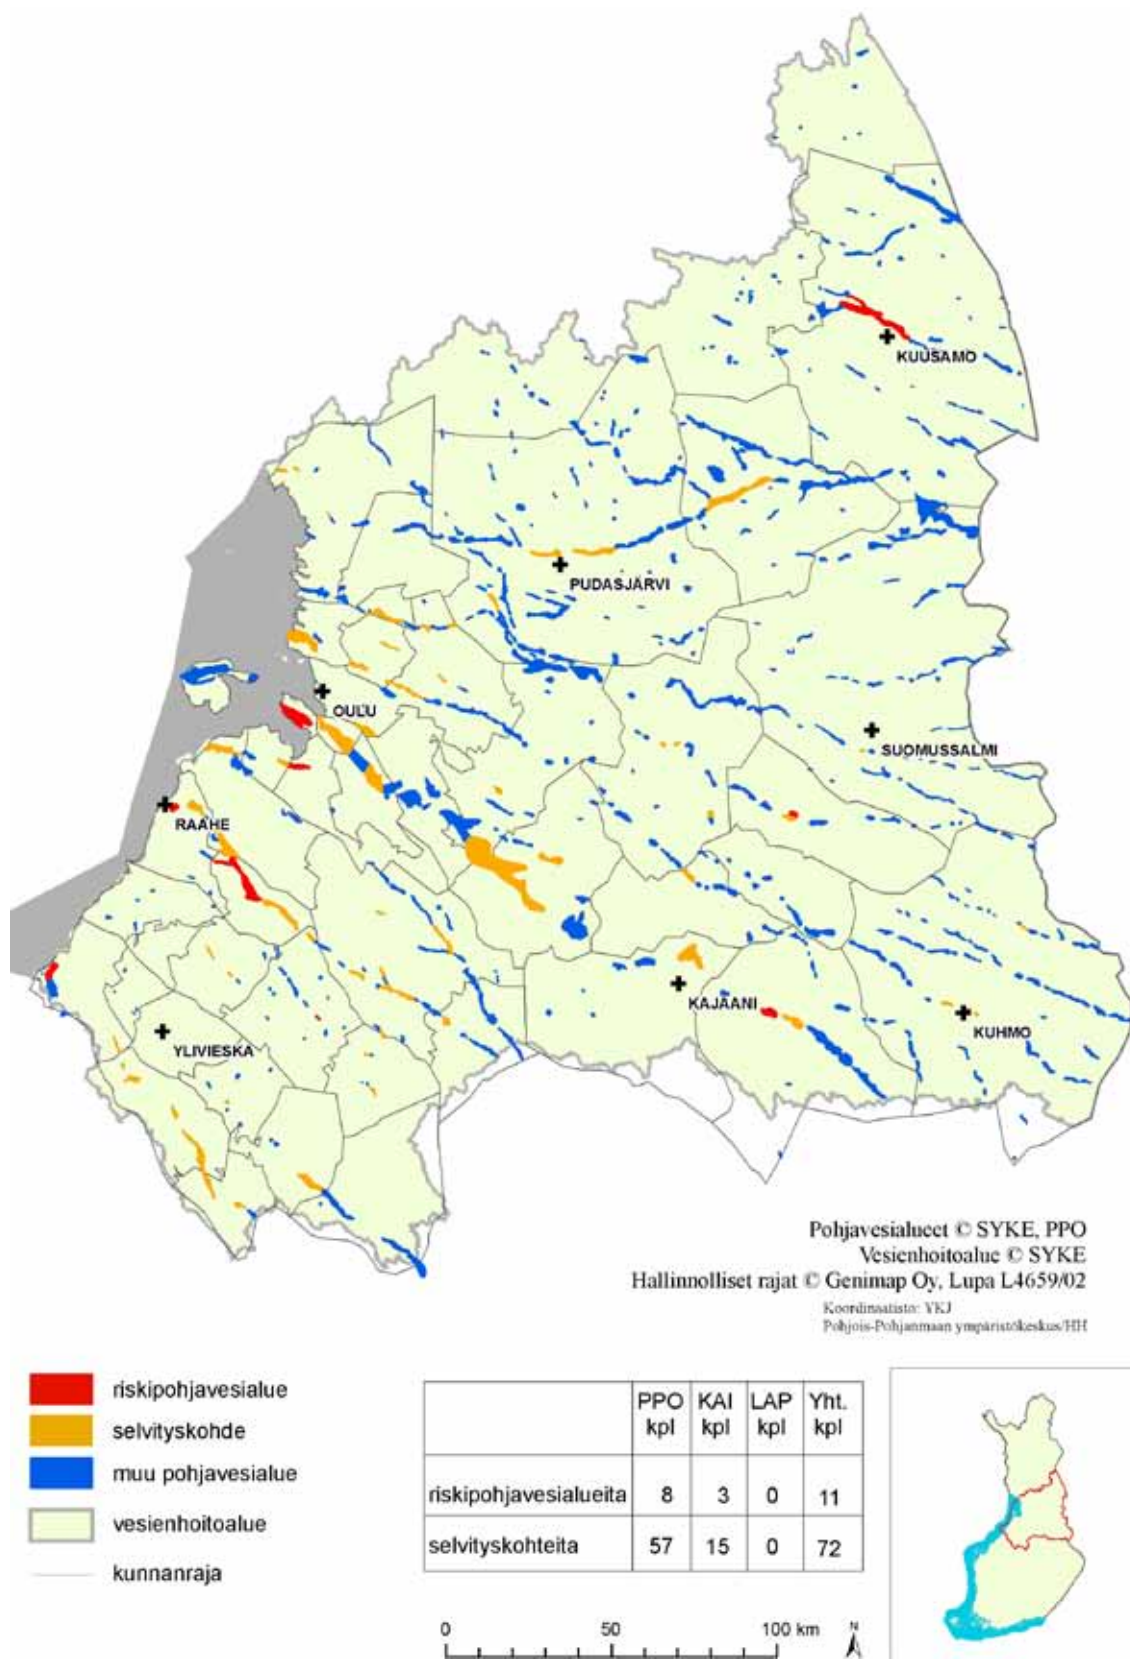 KUUSAMO
PUDASJÄRVI
OULU
SUOMUSSALMI
RAAHE
KAJAANI
KUHMO
YLIVIESKA
Pohjavesialueet © SYKE, PPO
Vesienhoitoalue © SYKE
Hallinnolliset rajat © Genimap Oy, Lupa L4659/02
Koordinaatisto: YKJ
Pohjois-Pohjanmaan ympäristökeskus/HH
riskipohjavesialue
selvityskohde
muu pohjavesialue
vesienhoitoalue
kunnanraja
PPO kpl KAI kpl LAP kpl Yht. kpl
riskipohjavesialueita 8 3 0 11
selvityskohteita 57 15 0 72
0 50 100 km
N